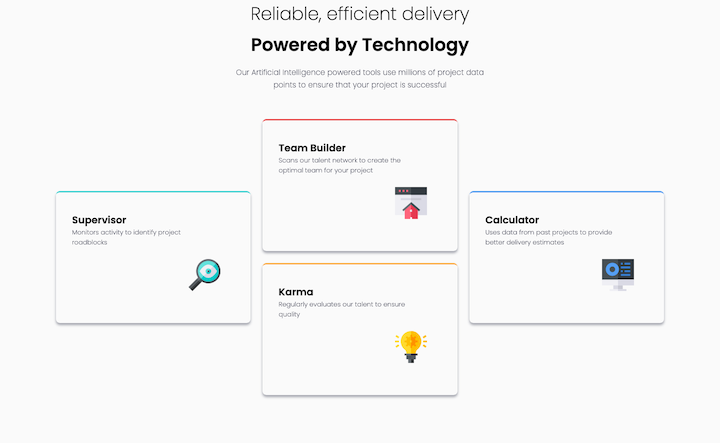 Reliable, efficient delivery
Powered by Technology
Our Artificial Intelligence powered tools use millions of project data
points to ensure that your project is successful
Supervisor
Monitors activity to identify project
roadblocks
Team Builder
Scans our talent network to create the
optimal team for your project
Karma
Regularly evaluates our talent to ensure
quality
Calculator
Uses data from past projects to provide
better delivery estimates